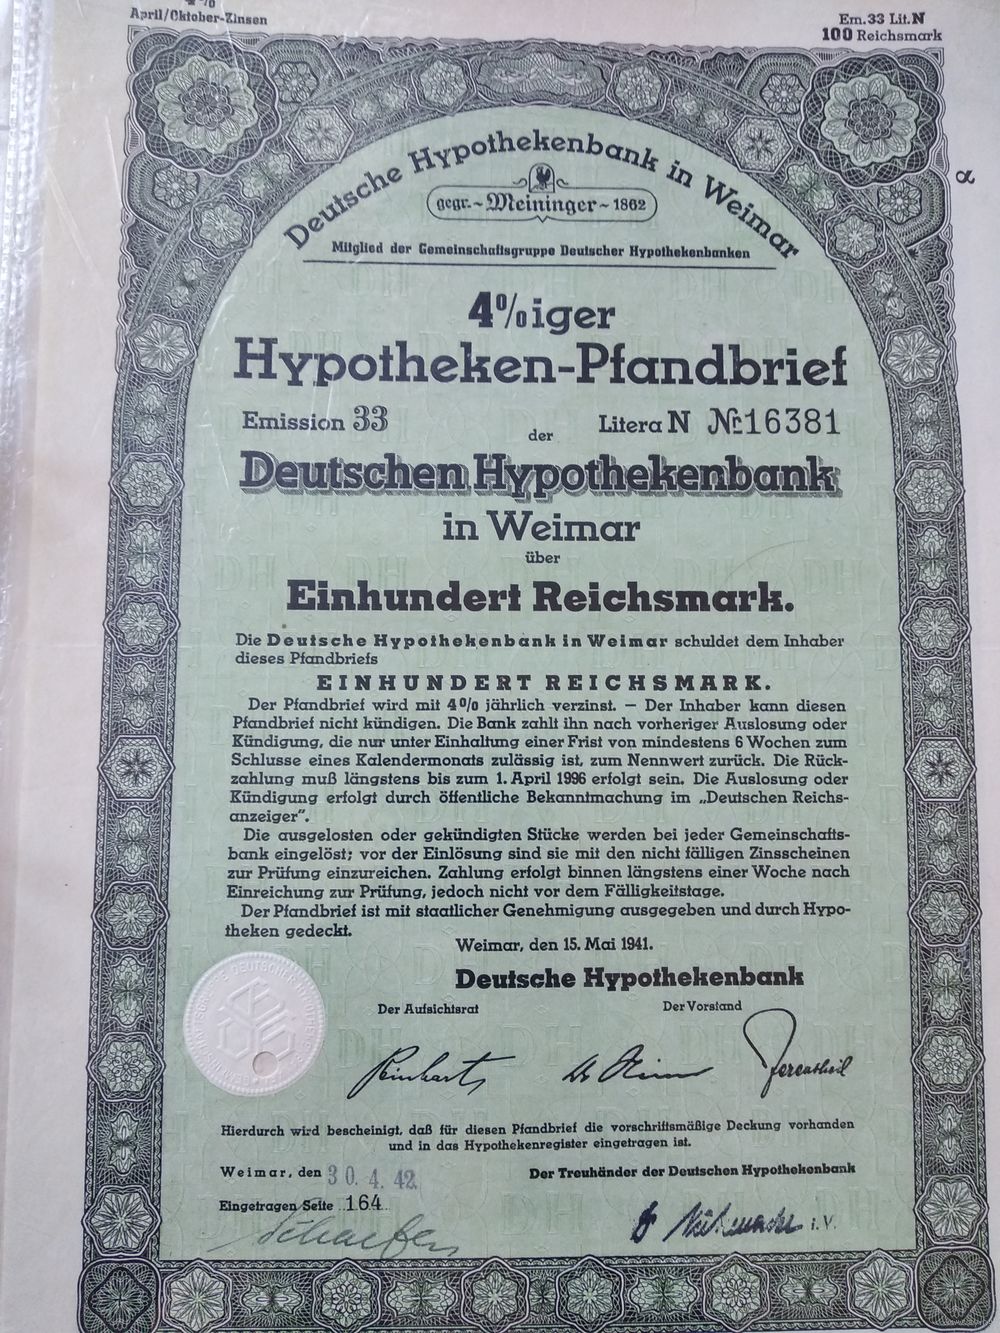 4%
April/Oktober-Zinsen
Em. 33 Lit. N
100 Reichsmark
α
Deutsche Hypothekenbank in Weimar
gegr. ~ Meininger ~ 1862
Mitglied der Gemeinschaftsgruppe Deutscher Hypothekenbanken
4%iger
Hypotheken-Pfandbrief
Emission 33 Litera N № 16381
der
Deutschen Hypothekenbank
in Weimar
über
Einhundert Reichsmark.
Die Deutsche Hypothekenbank in Weimar schuldet dem Inhaber
dieses Pfandbriefs
EINHUNDERT REICHSMARK.
Der Pfandbrief wird mit 4% jährlich verzinst. — Der Inhaber kann diesen
Pfandbrief nicht kündigen. Die Bank zahlt ihn nach vorheriger Auslosung oder
Kündigung, die nur unter Einhaltung einer Frist von mindestens 6 Wochen zum
Schlusse eines Kalendermonats zulässig ist, zum Nennwert zurück. Die Rück-
zahlung muß längstens bis zum 1. April 1996 erfolgt sein. Die Auslosung oder
Kündigung erfolgt durch öffentliche Bekanntmachung im „Deutschen Reichs-
anzeiger“.
Die ausgelosten oder gekündigten Stücke werden bei jeder Gemeinschafts-
bank eingelöst; vor der Einlösung sind sie mit den nicht fälligen Zinsscheinen
zur Prüfung einzureichen. Zahlung erfolgt binnen längstens einer Woche nach
Einreichung zur Prüfung, jedoch nicht vor dem Fälligkeitstage.
Der Pfandbrief ist mit staatlicher Genehmigung ausgegeben und durch Hypo-
theken gedeckt.
Weimar, den 15. Mai 1941.
Deutsche Hypothekenbank
Der Aufsichtsrat Der Vorstand
Hierdurch wird bescheinigt, daß für diesen Pfandbrief die vorschriftsmäßige Deckung vorhanden
und in das Hypothekenregister eingetragen ist.
Weimar, den 30. 4. 42
Der Treuhänder der Deutschen Hypothekenbank
Eingetragen Seite 164
i. V.